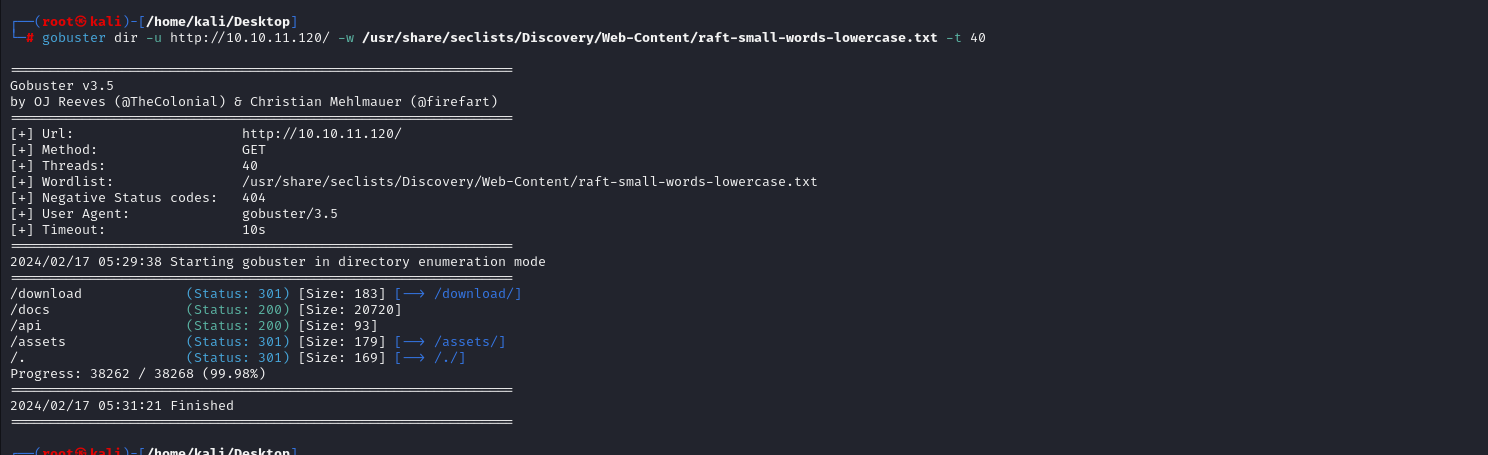 ┌──(root㉿kali)-[/home/kali/Desktop]
└─# gobuster dir -u http://10.10.11.120/ -w /usr/share/seclists/Discovery/Web-Content/raft-small-words-lowercase.txt -t 40
===============================================================
Gobuster v3.5
by OJ Reeves (@TheColonial) & Christian Mehlmauer (@firefart)
===============================================================
[+] Url:                     http://10.10.11.120/
[+] Method:                  GET
[+] Threads:                 40
[+] Wordlist:                /usr/share/seclists/Discovery/Web-Content/raft-small-words-lowercase.txt
[+] Negative Status codes:   404
[+] User Agent:              gobuster/3.5
[+] Timeout:                 10s
===============================================================
2024/02/17 05:29:38 Starting gobuster in directory enumeration mode
===============================================================
/download             (Status: 301) [Size: 183] [--> /download/]
/docs                 (Status: 200) [Size: 20720]
/api                  (Status: 200) [Size: 93]
/assets               (Status: 301) [Size: 179] [--> /assets/]
/.                    (Status: 301) [Size: 169] [--> /./]
Progress: 38262 / 38268 (99.98%)
===============================================================
2024/02/17 05:31:21 Finished
===============================================================
┌──(root㉿kali)-[/home/kali/Desktop]